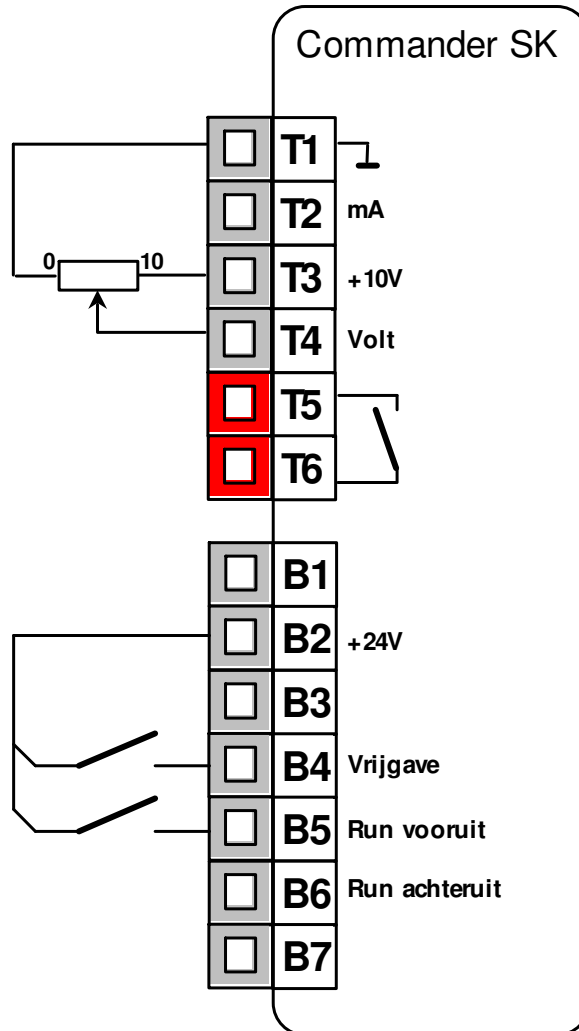 Commander SK
T1
T2 mA
0 10 T3 +10V
T4 Volt
T5
T6
B1
B2 +24V
B3
B4 Vrijgave
B5 Run vooruit
B6 Run achteruit
B7